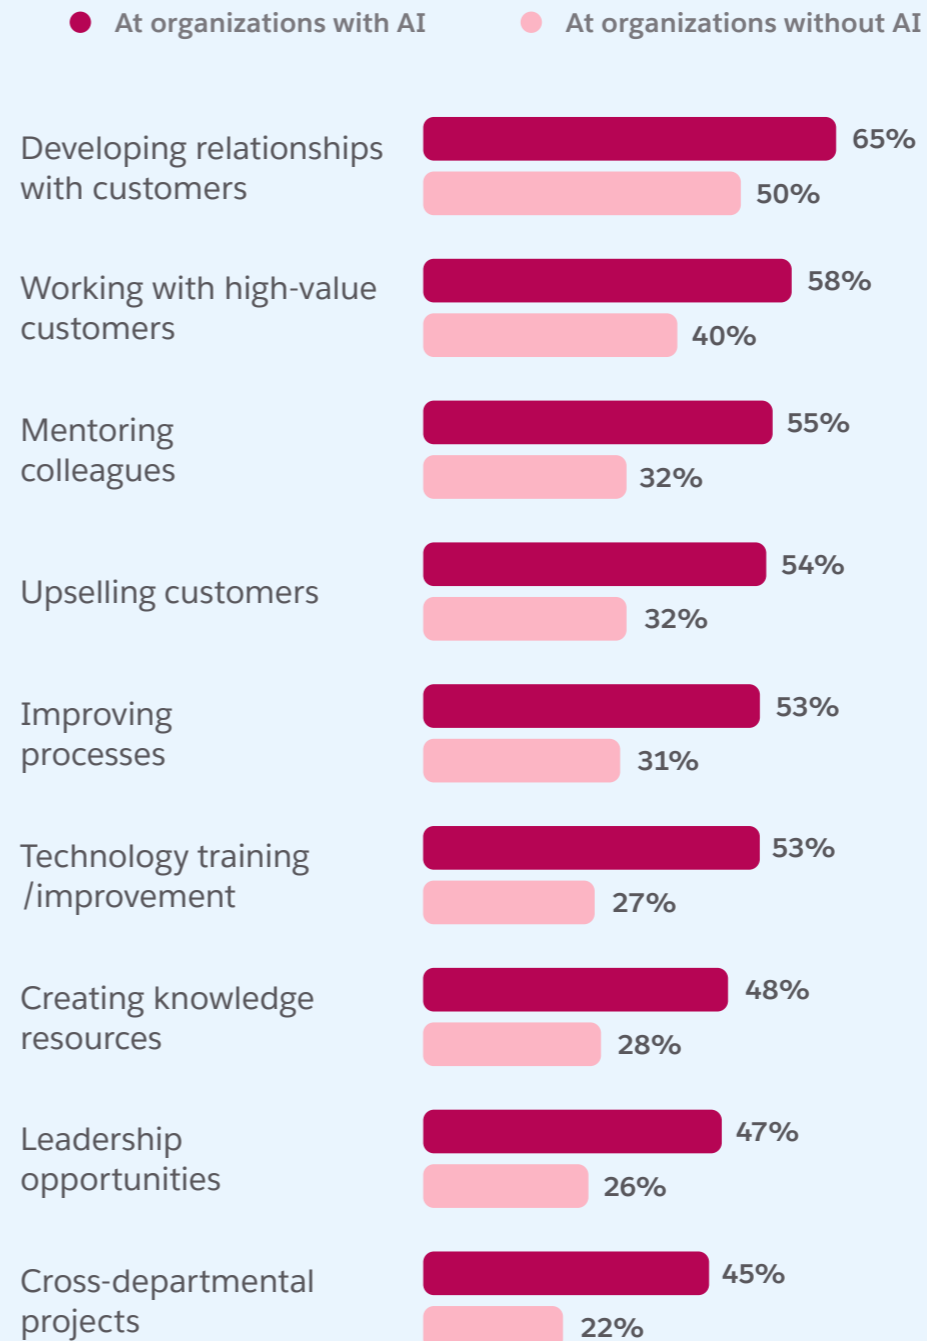 At organizations with AI
At organizations without AI
Developing relationships
with customers
65%
50%
Working with high-value
customers
58%
40%
Mentoring
colleagues
55%
32%
Upselling customers
54%
32%
Improving
processes
53%
31%
Technology training
/improvement
53%
27%
Creating knowledge
resources
48%
28%
Leadership
opportunities
47%
26%
Cross-departmental
projects
45%
22%